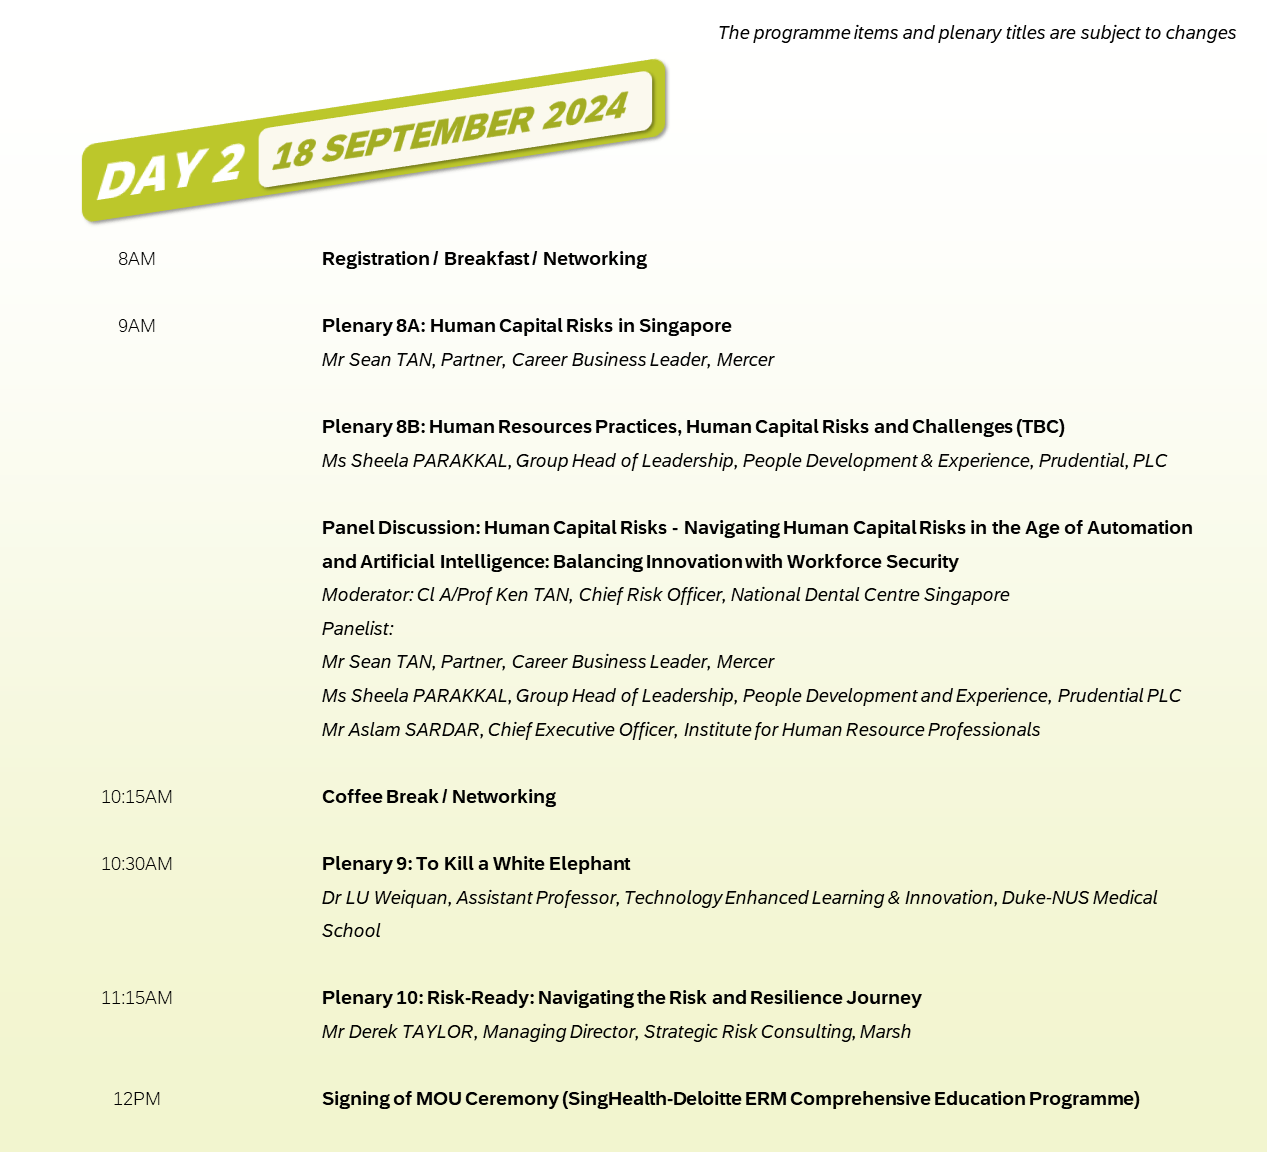 The programme items and plenary titles are subject to changes
DAY 2 18 SEPTEMBER 2024
8AM Registration / Breakfast / Networking
9AM Plenary 8A: Human Capital Risks in Singapore
Mr Sean TAN, Partner, Career Business Leader, Mercer
Plenary 8B: Human Resources Practices, Human Capital Risks and Challenges (TBC)
Ms Sheela PARAKKAL, Group Head of Leadership, People Development & Experience, Prudential, PLC
Panel Discussion: Human Capital Risks - Navigating Human Capital Risks in the Age of Automation
and Artificial Intelligence: Balancing Innovation with Workforce Security
Moderator: Cl A/Prof Ken TAN, Chief Risk Officer, National Dental Centre Singapore
Panelist:
Mr Sean TAN, Partner, Career Business Leader, Mercer
Ms Sheela PARAKKAL, Group Head of Leadership, People Development and Experience, Prudential PLC
Mr Aslam SARDAR, Chief Executive Officer, Institute for Human Resource Professionals
10:15AM Coffee Break / Networking
10:30AM Plenary 9: To Kill a White Elephant
Dr LU Weiquan, Assistant Professor, Technology Enhanced Learning & Innovation, Duke-NUS Medical
School
11:15AM Plenary 10: Risk-Ready: Navigating the Risk and Resilience Journey
Mr Derek TAYLOR, Managing Director, Strategic Risk Consulting, Marsh
12PM Signing of MOU Ceremony (SingHealth-Deloitte ERM Comprehensive Education Programme)